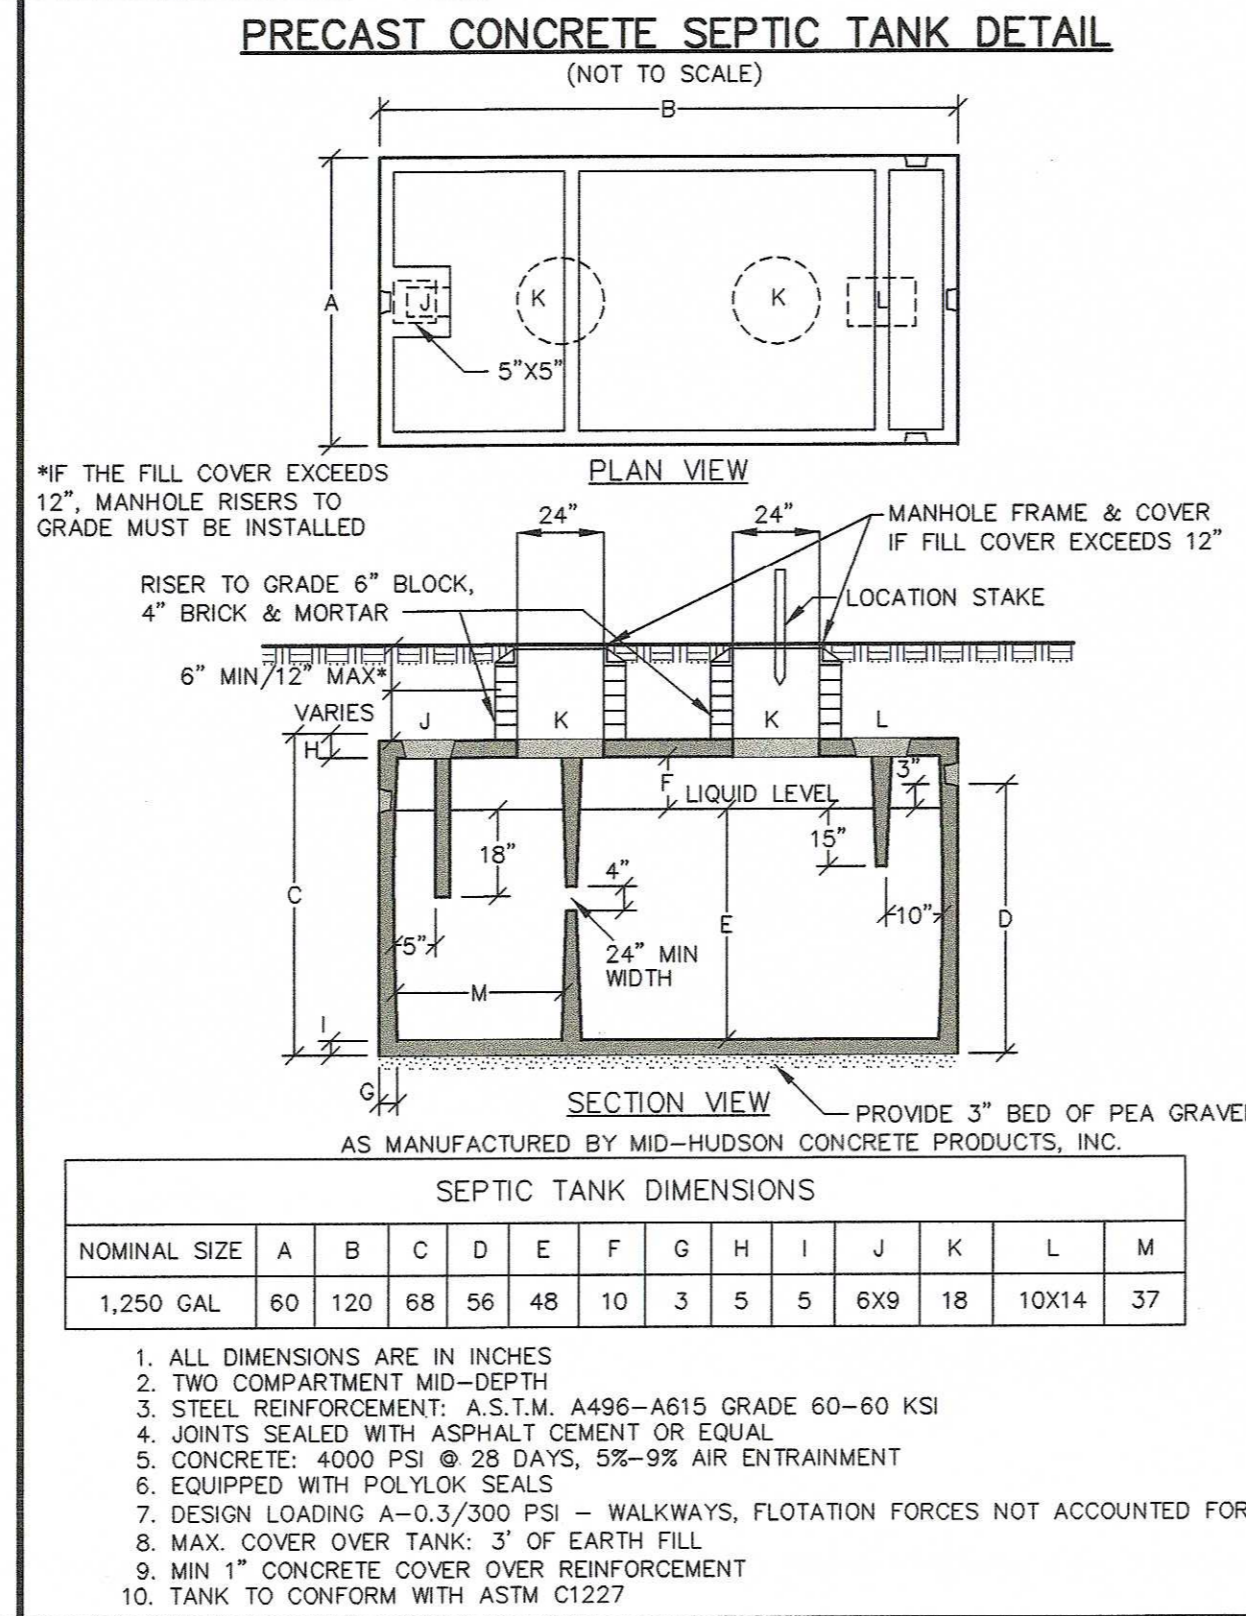 PRECAST CONCRETE SEPTIC TANK DETAIL
(NOT TO SCALE)
B
A
J
K
K
L
5"X5"
PLAN VIEW
*IF THE FILL COVER EXCEEDS
12", MANHOLE RISERS TO
GRADE MUST BE INSTALLED
24"
24"
MANHOLE FRAME & COVER
IF FILL COVER EXCEEDS 12"
RISER TO GRADE 6" BLOCK,
4" BRICK & MORTAR
LOCATION STAKE
6" MIN/12" MAX*
VARIES
J
K
K
L
H
F
3"
LIQUID LEVEL
18"
15"
4"
C
E
10"
D
5"
24" MIN
WIDTH
M
I
G
SECTION VIEW
PROVIDE 3" BED OF PEA GRAVEL
AS MANUFACTURED BY MID-HUDSON CONCRETE PRODUCTS, INC.
SEPTIC TANK DIMENSIONS
NOMINAL SIZE A B C D E F G H I J K L M
1,250 GAL 60 120 68 56 48 10 3 5 5 6X9 18 10X14 37
1. ALL DIMENSIONS ARE IN INCHES
2. TWO COMPARTMENT MID-DEPTH
3. STEEL REINFORCEMENT: A.S.T.M. A496-A615 GRADE 60-60 KSI
4. JOINTS SEALED WITH ASPHALT CEMENT OR EQUAL
5. CONCRETE: 4000 PSI @ 28 DAYS, 5%-9% AIR ENTRAINMENT
6. EQUIPPED WITH POLYLOK SEALS
7. DESIGN LOADING A-0.3/300 PSI - WALKWAYS, FLOTATION FORCES NOT ACCOUNTED FOR
8. MAX. COVER OVER TANK: 3' OF EARTH FILL
9. MIN 1" CONCRETE COVER OVER REINFORCEMENT
10. TANK TO CONFORM WITH ASTM C1227